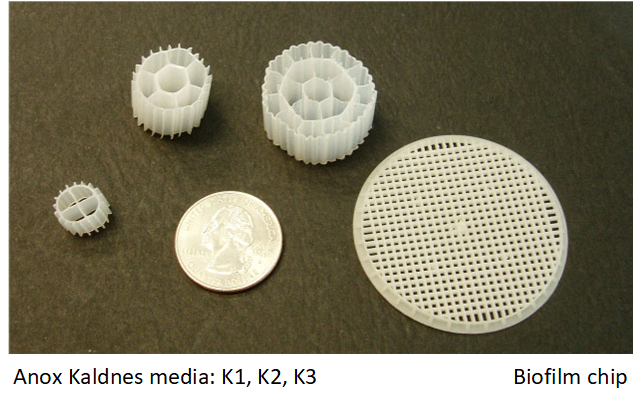 Anox Kaldnes media: K1, K2, K3
Biofilm chip